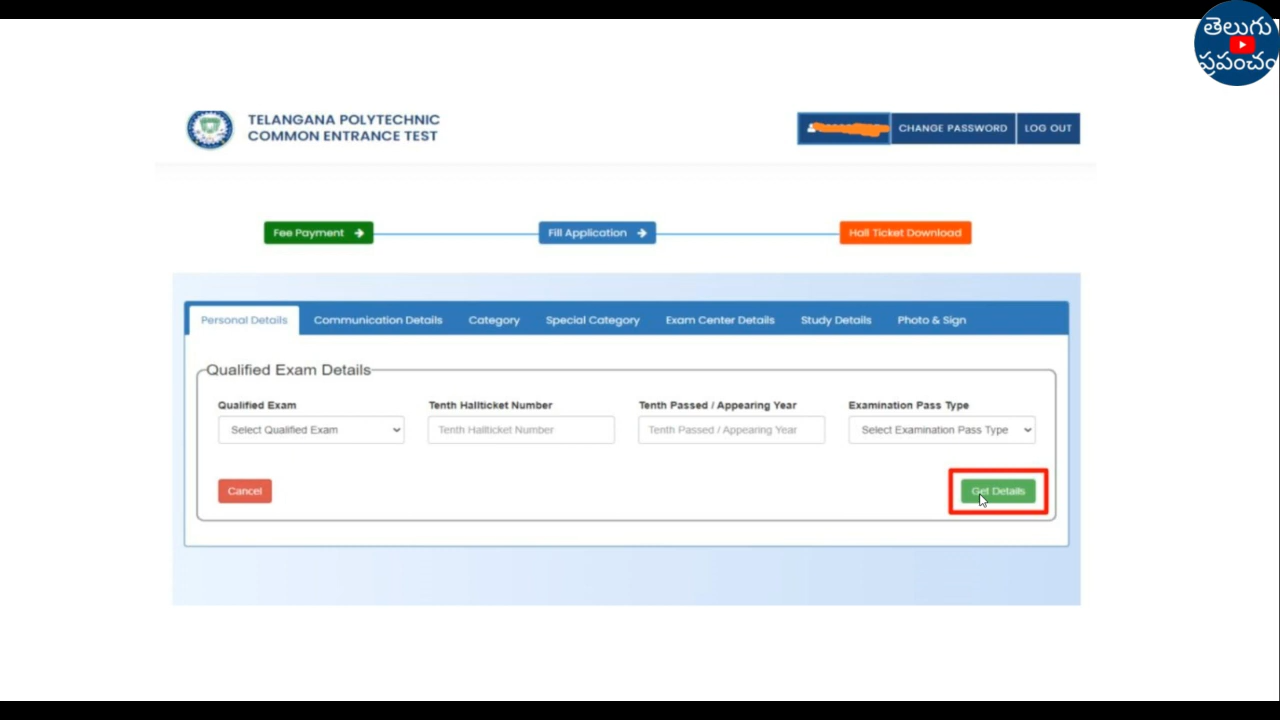 తెలుగు
ప్రపంచం
TELANGANA POLYTECHNIC
COMMON ENTRANCE TEST
CHANGE PASSWORD
LOG OUT
Fee Payment
Fill Application
Hall Ticket Download
Personal Details
Communication Details
Category
Special Category
Exam Center Details
Study Details
Photo & Sign
Qualified Exam Details
Qualified Exam
Tenth Hallticket Number
Tenth Passed / Appearing Year
Examination Pass Type
Select Qualified Exam
Tenth Hallticket Number
Tenth Passed / Appearing Year
Select Examination Pass Type
Cancel
Get Details